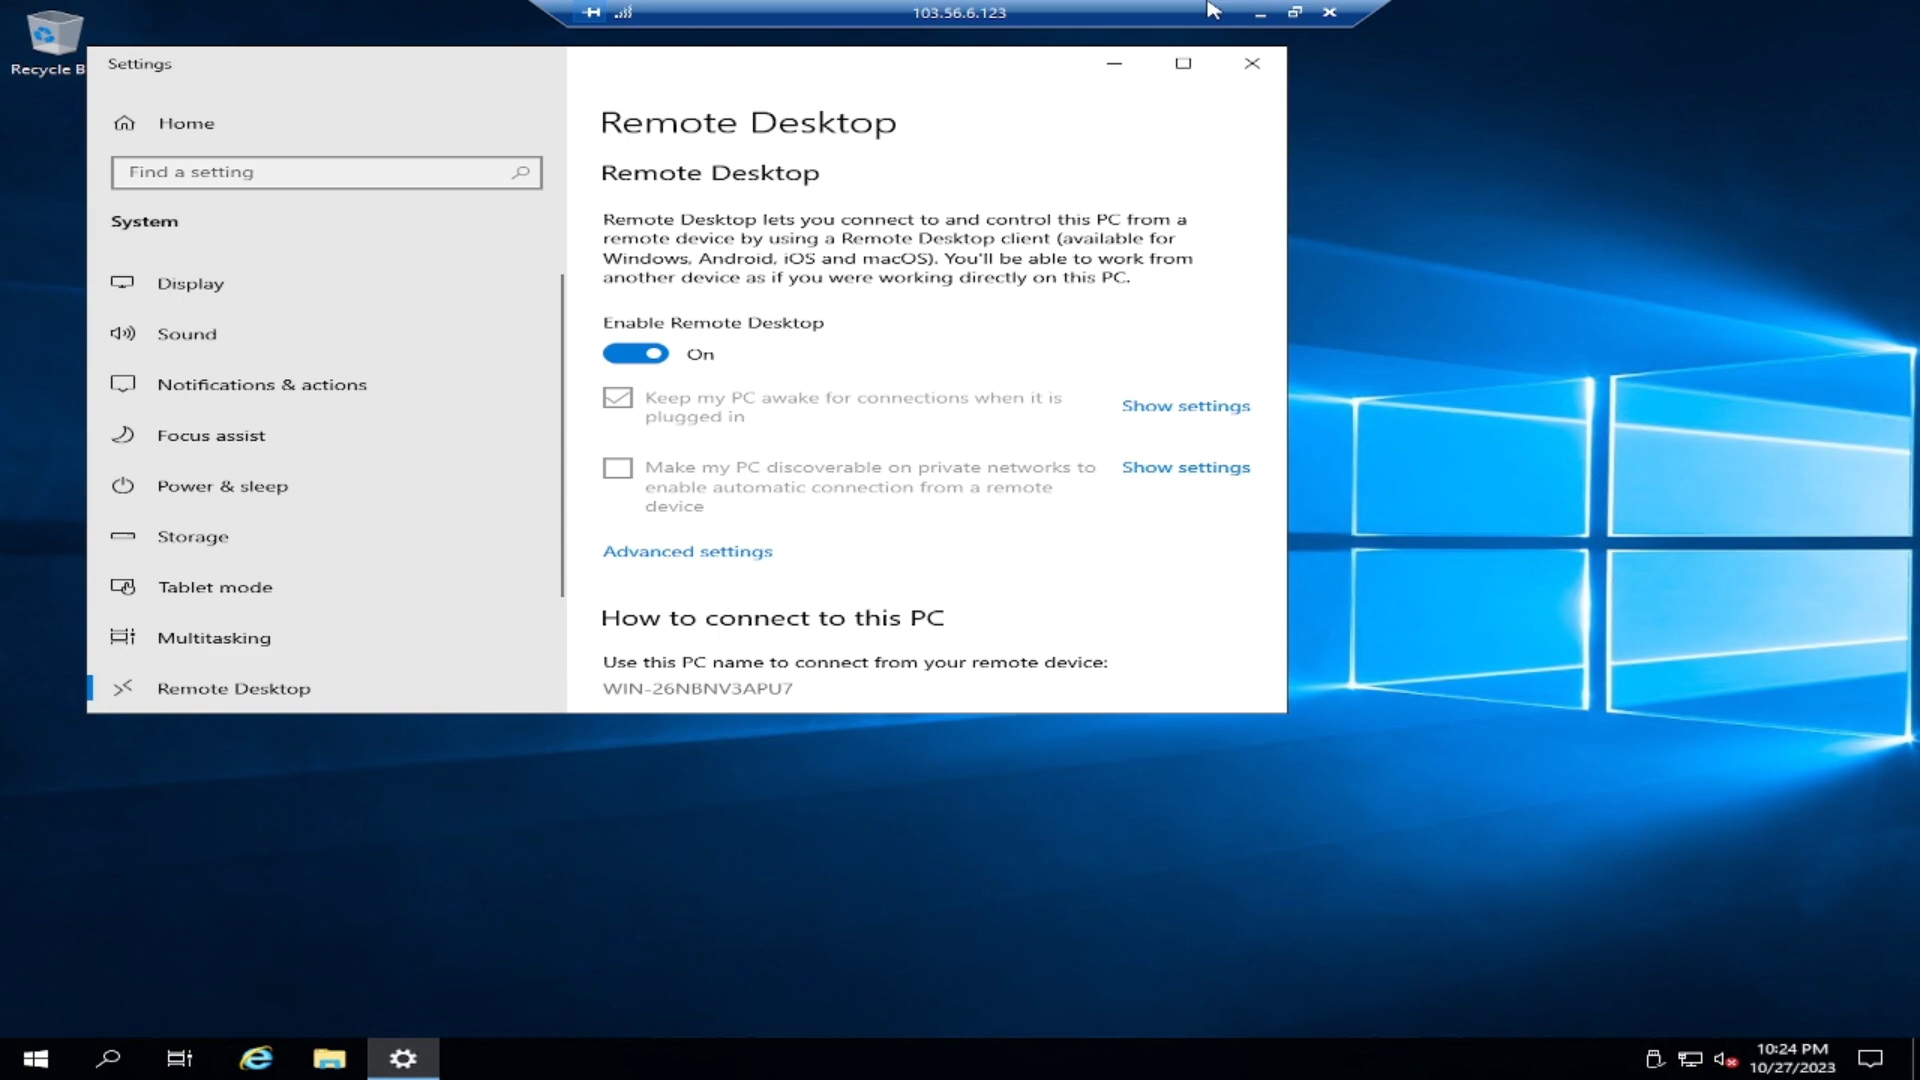 103.56.6.123
Recycle B
Settings
Home
Find a setting
System
Display
Sound
Notifications & actions
Focus assist
Power & sleep
Storage
Tablet mode
Multitasking
Remote Desktop
Remote Desktop
Remote Desktop
Remote Desktop lets you connect to and control this PC from a
remote device by using a Remote Desktop client (available for
Windows, Android, iOS and macOS). You'll be able to work from
another device as if you were working directly on this PC.
Enable Remote Desktop
On
Keep my PC awake for connections when it is
plugged in
Show settings
Make my PC discoverable on private networks to
enable automatic connection from a remote
device
Show settings
Advanced settings
How to connect to this PC
Use this PC name to connect from your remote device:
WIN-26NBNV3APU7
10:24 PM
10/27/2023